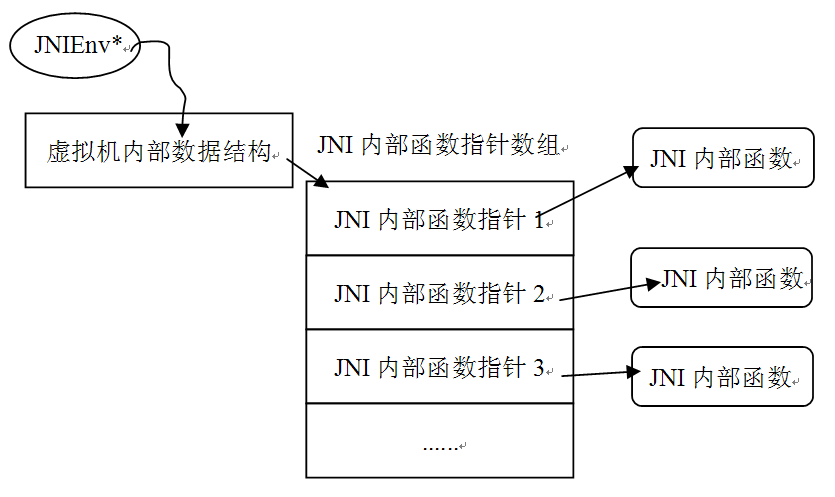 JNIEnv*
虚拟机内部数据结构
JNI 内部函数指针数组
JNI 内部函数指针 1
JNI 内部函数
JNI 内部函数指针 2
JNI 内部函数
JNI 内部函数指针 3
JNI 内部函数
......